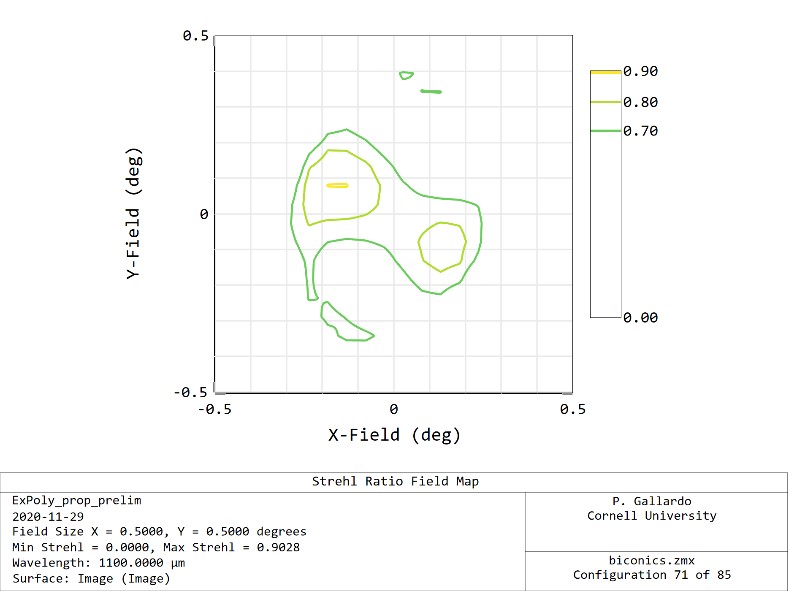 0.5
0
-0.5
Y-Field (deg)
-0.5
0
0.5
X-Field (deg)
0.90
0.80
0.70
0.00
Strehl Ratio Field Map
ExPoly_prop_prelim
2020-11-29
Field Size X = 0.5000, Y = 0.5000 degrees
Min Strehl = 0.0000, Max Strehl = 0.9028
Wavelength: 1100.0000 µm
Surface: Image (Image)
P. Gallardo
Cornell University
biconics.zmx
Configuration 71 of 85